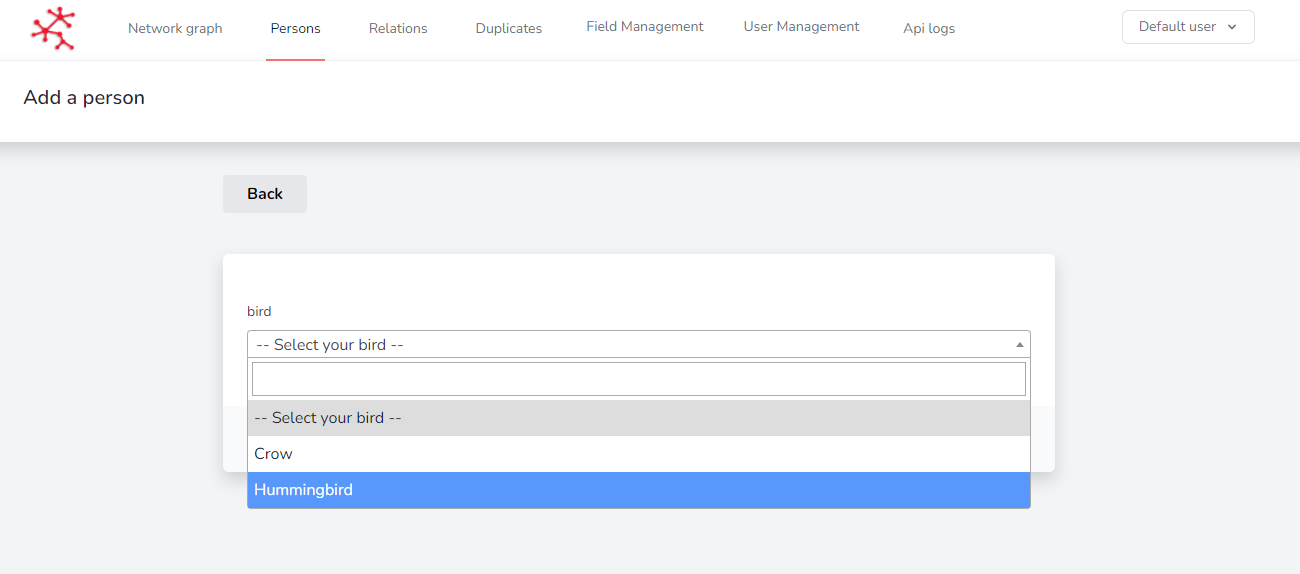 Network graph Persons Relations Duplicates Field Management User Management Api logs Default user
Add a person
Back
bird
-- Select your bird --
-- Select your bird --
Crow
Hummingbird